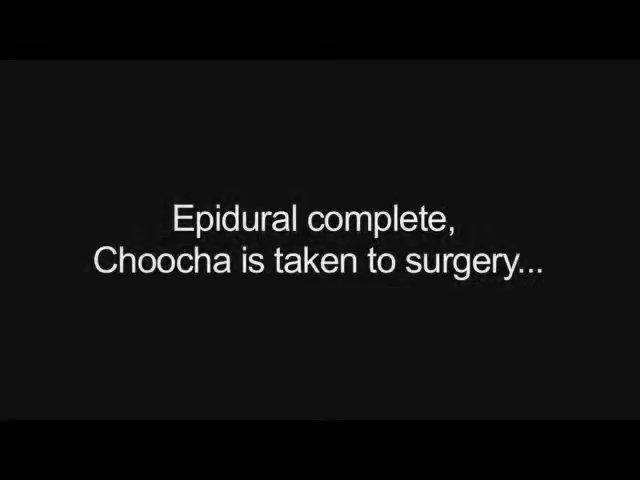 Epidural complete,
Choocha is taken to surgery...